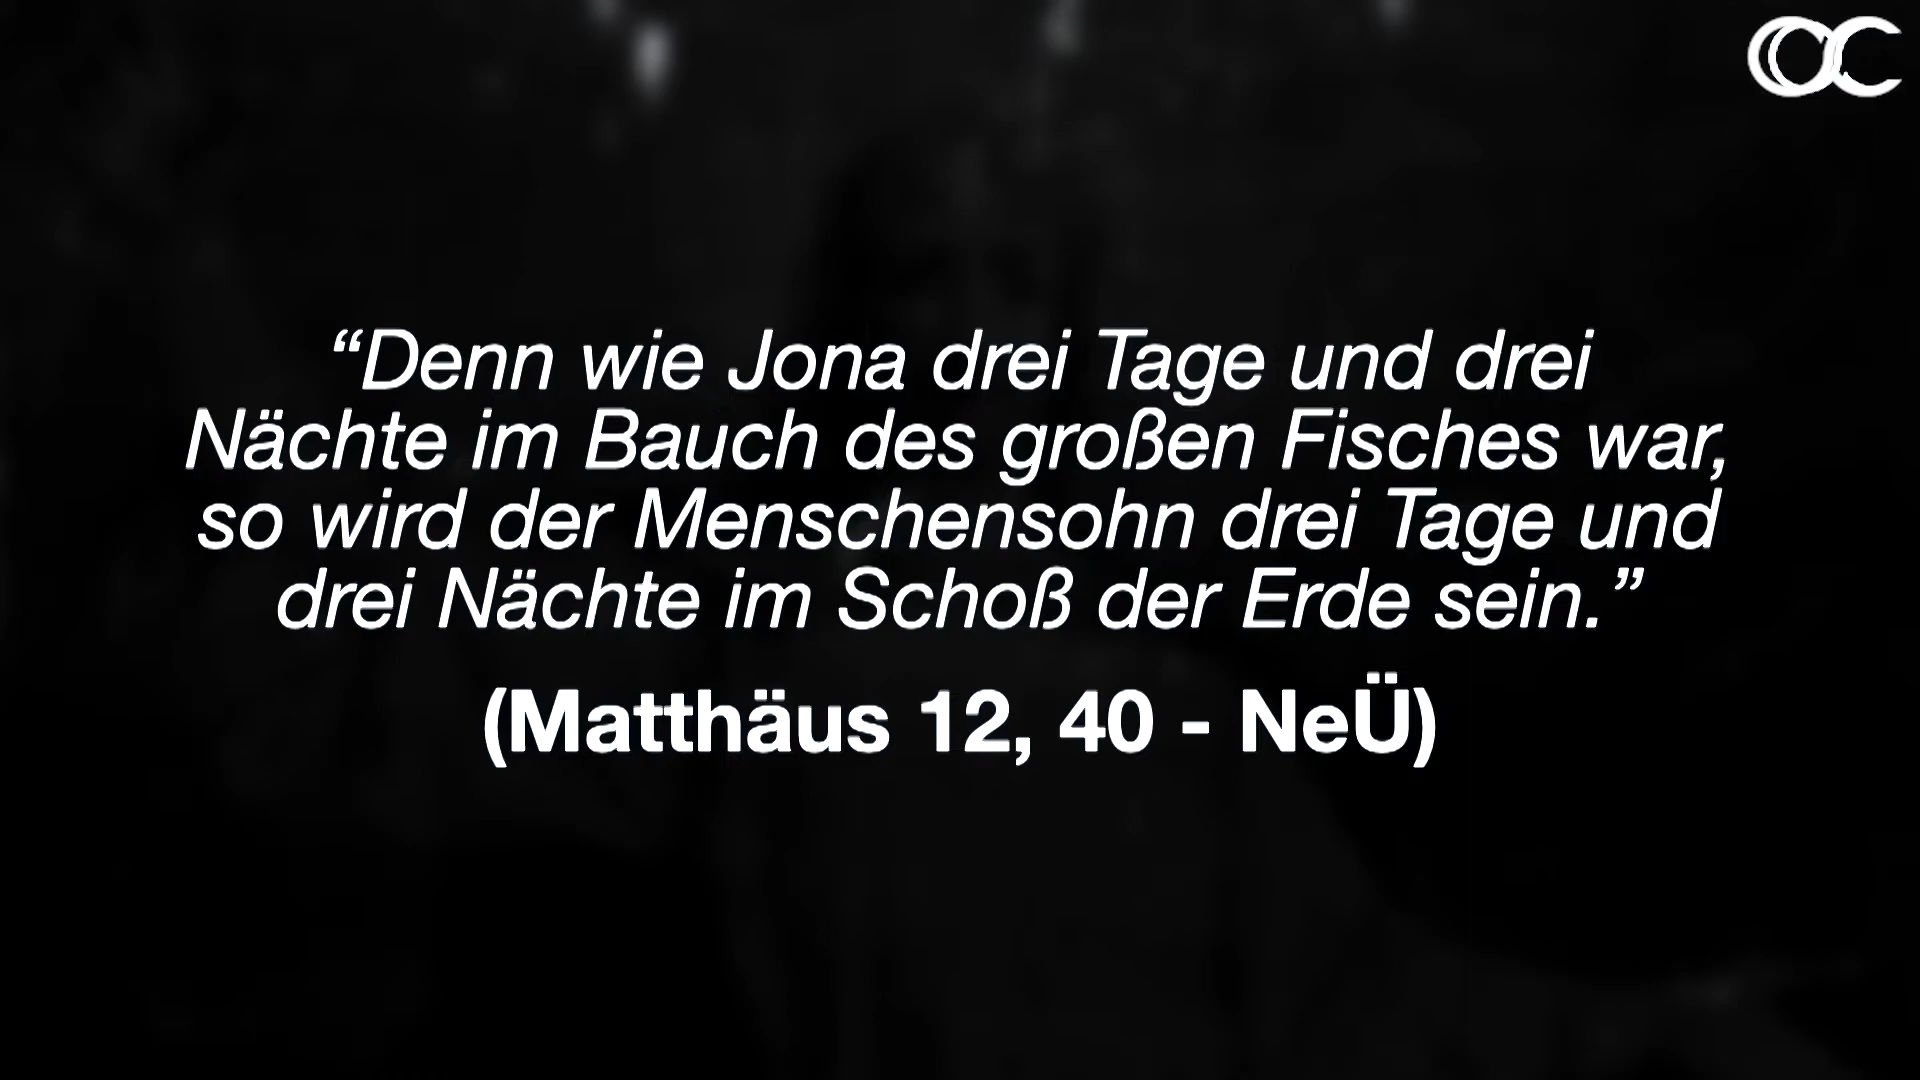 OC
“Denn wie Jona drei Tage und drei
Nächte im Bauch des großen Fisches war,
so wird der Menschensohn drei Tage und
drei Nächte im Schoß der Erde sein.”
(Matthäus 12, 40 - NeÜ)